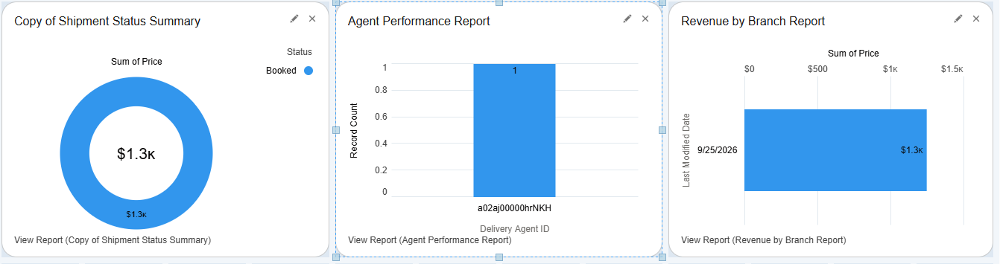 Copy of Shipment Status Summary
Sum of Price
Status
Booked
$1.3K
$1.3K
View Report (Copy of Shipment Status Summary)
Agent Performance Report
Record Count
1
0.8
0.6
0.4
0.2
0
1
a02aj00000hrNKH
Delivery Agent ID
View Report (Agent Performance Report)
Revenue by Branch Report
Sum of Price
$0 $500 $1K $1.5K
Last Modified Date
9/25/2026
$1.3K
View Report (Revenue by Branch Report)